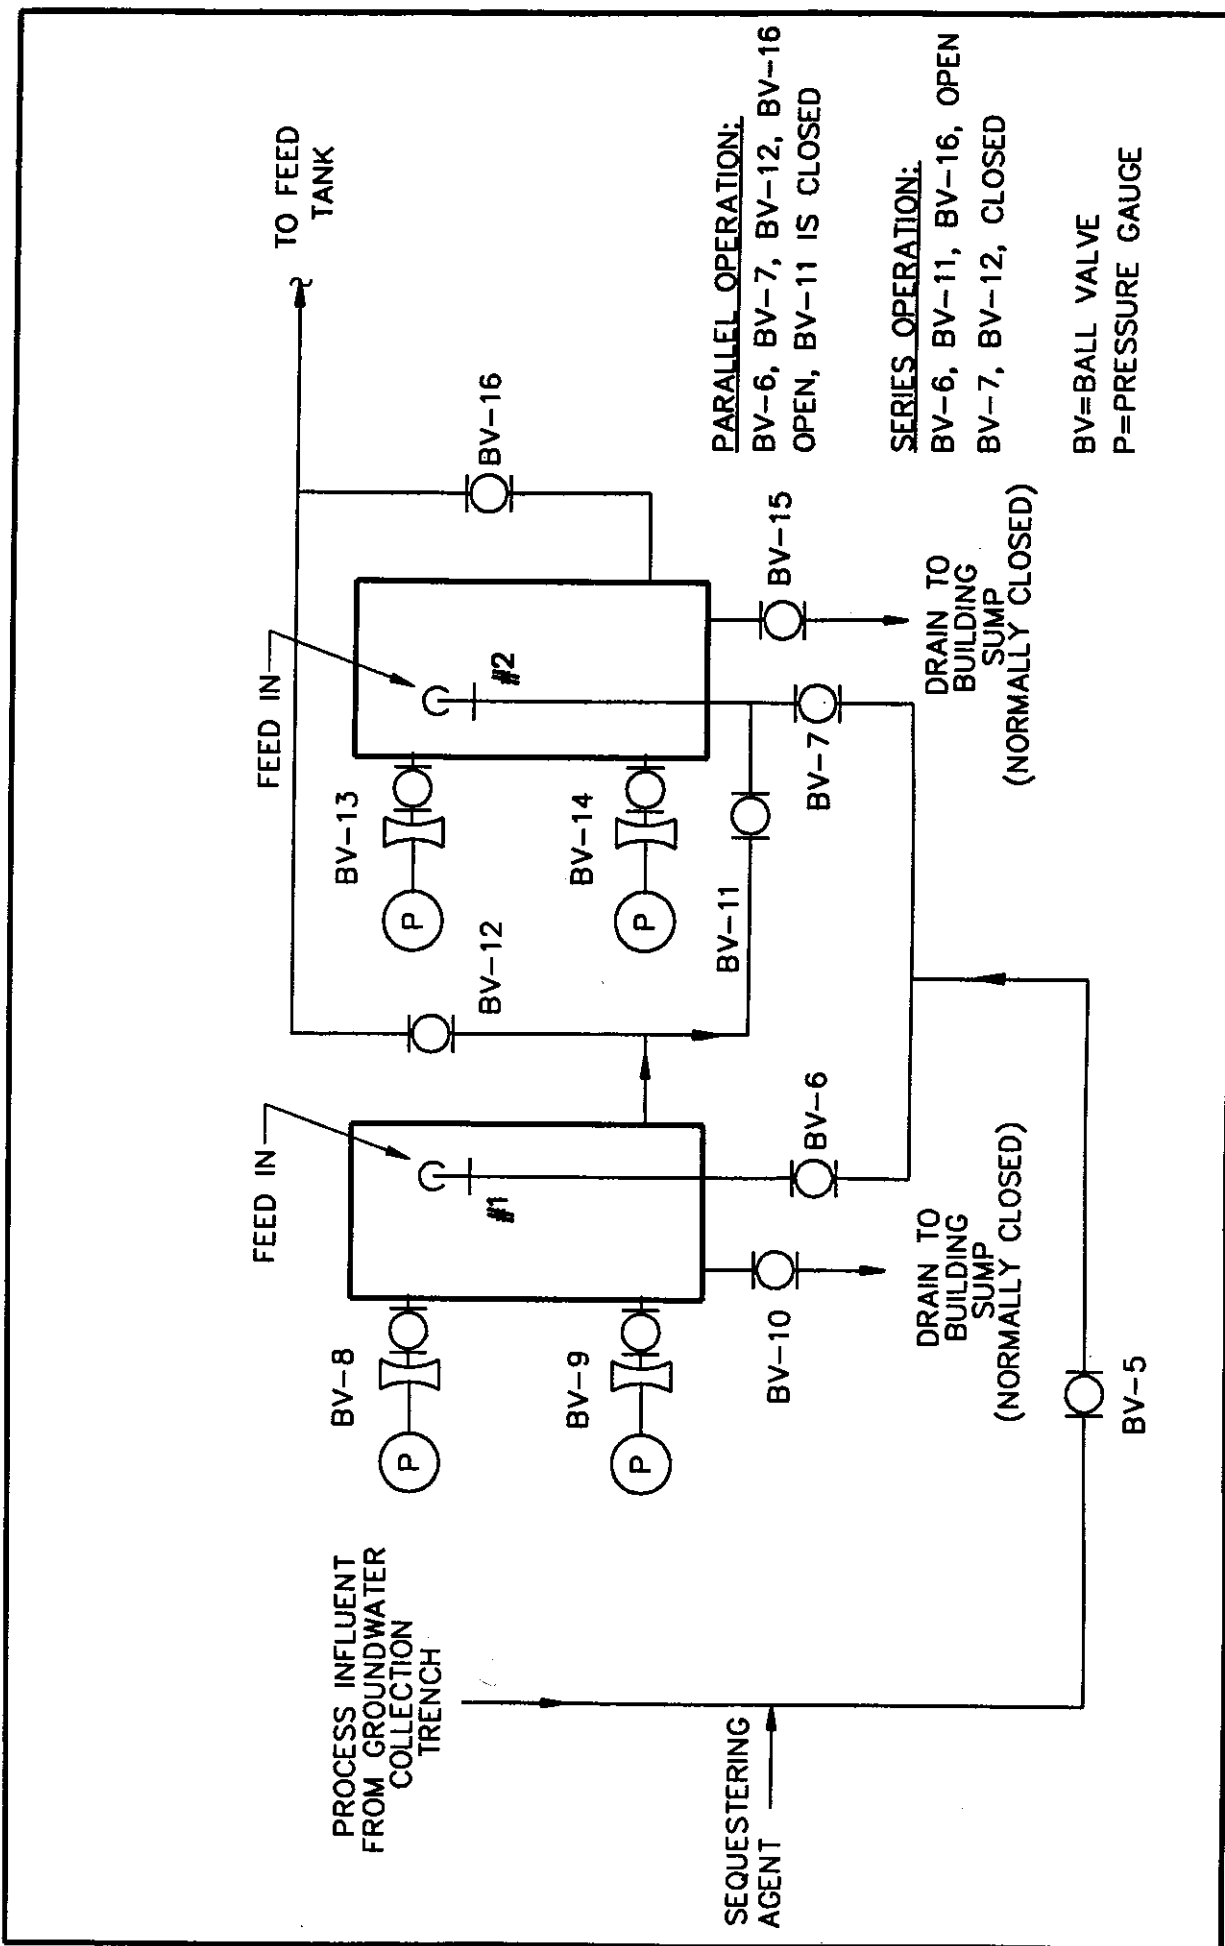 PROCESS INFLUENT
FROM GROUNDWATER
COLLECTION
TRENCH
SEQUESTERING
AGENT
BV-5
FEED IN
#1
BV-8
P
BV-9
P
BV-10
BV-6
DRAIN TO
BUILDING
SUMP
(NORMALLY CLOSED)
BV-12
BV-11
FEED IN
#2
BV-13
P
BV-14
P
BV-7
BV-15
DRAIN TO
BUILDING
SUMP
(NORMALLY CLOSED)
BV-16
TO FEED
TANK
PARALLEL OPERATION:
BV-6, BV-7, BV-12, BV-16
OPEN, BV-11 IS CLOSED
SERIES OPERATION:
BV-6, BV-11, BV-16, OPEN
BV-7, BV-12, CLOSED
BV=BALL VALVE
P=PRESSURE GAUGE